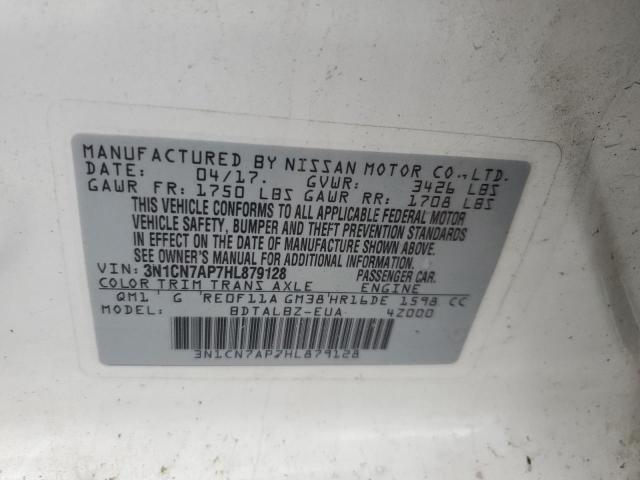 MANUFACTURED BY NISSAN MOTOR CO.,LTD.
DATE: 04/17. GVWR: 3426 LBS
GAWR FR: 1750 LBS GAWR RR: 1708 LBS
THIS VEHICLE CONFORMS TO ALL APPLICABLE FEDERAL MOTOR
VEHICLE SAFETY, BUMPER AND THEFT PREVENTION
STANDARDS IN EFFECT ON THE
DATE OF MANUFACTURE SHOWN ABOVE.
SEE OWNER'S MANUAL FOR ADDITIONAL INFORMATION.
VIN: 3N1CN7AP7HL879128 PASSENGER CAR.
COLOR TRIM TRANS AXLE ENGINE
QM1 G RE0F11A GM38 HR16DE 1598 CC
MODEL: BDTALBZ-EUA 4Z000
3N1CN7AP7HL879128